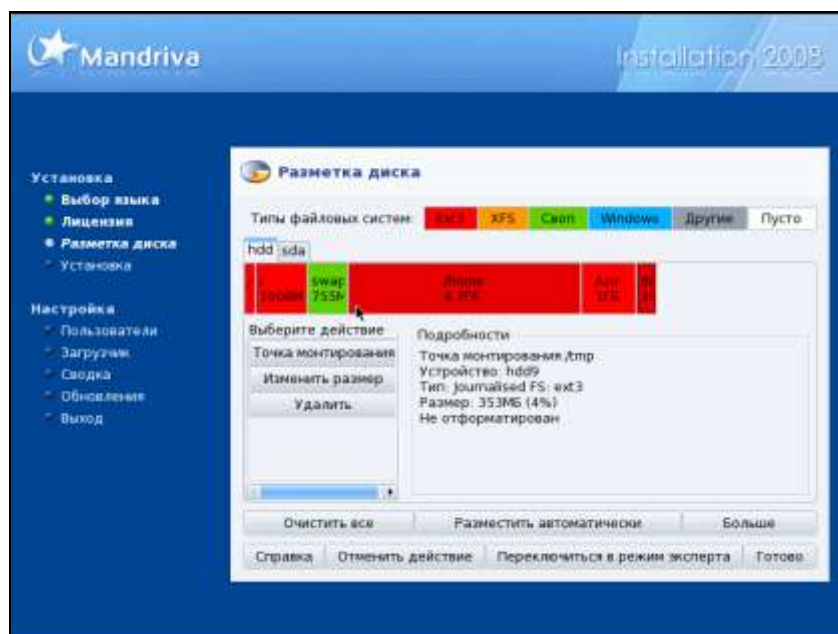 Mandriva
Installation 2008
Установка
Выбор языка
Лицензия
Разметка диска
Установка
Настройка
Пользователи
Загрузчик
Сводка
Обновления
Выход
Разметка диска
Типы файловых систем: Ext3 XFS Своп Windows Другие Пусто
hdd sda
swap
755М
Выберите действие
Точка монтирования
Изменить размер
Удалить
Подробности
Точка монтирования /tmp
Устройство: hdd9
Тип: Journalised FS: ext3
Размер: 353МБ (4%)
Не отформатирован
Очистить все Разместить автоматически Больше
Справка Отменить действие Переключиться в режим эксперта Готово